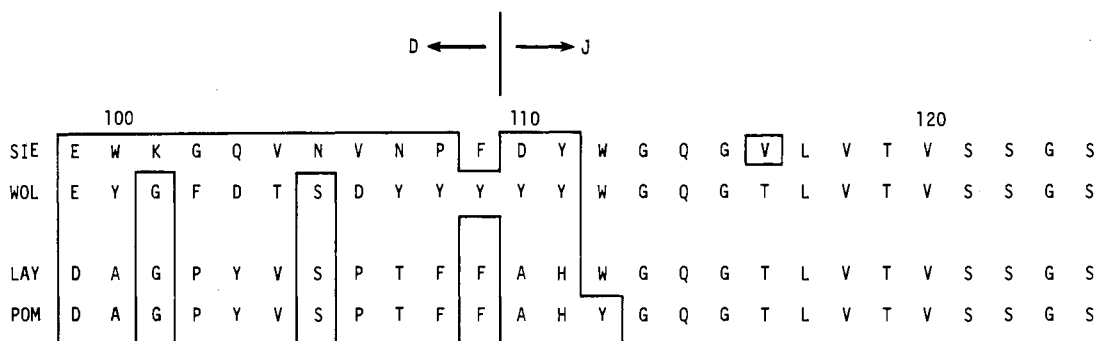 D J
100 110 120
SIE E W K G Q V N V N P F D Y W G Q G V L V T V S S G S
WOL E Y G F D T S D Y Y Y Y Y W G Q G T L V T V S S G S
LAY D A G P Y V S P T F F A H W G Q G T L V T V S S G S
POM D A G P Y V S P T F F A H Y G Q G T L V T V S S G S